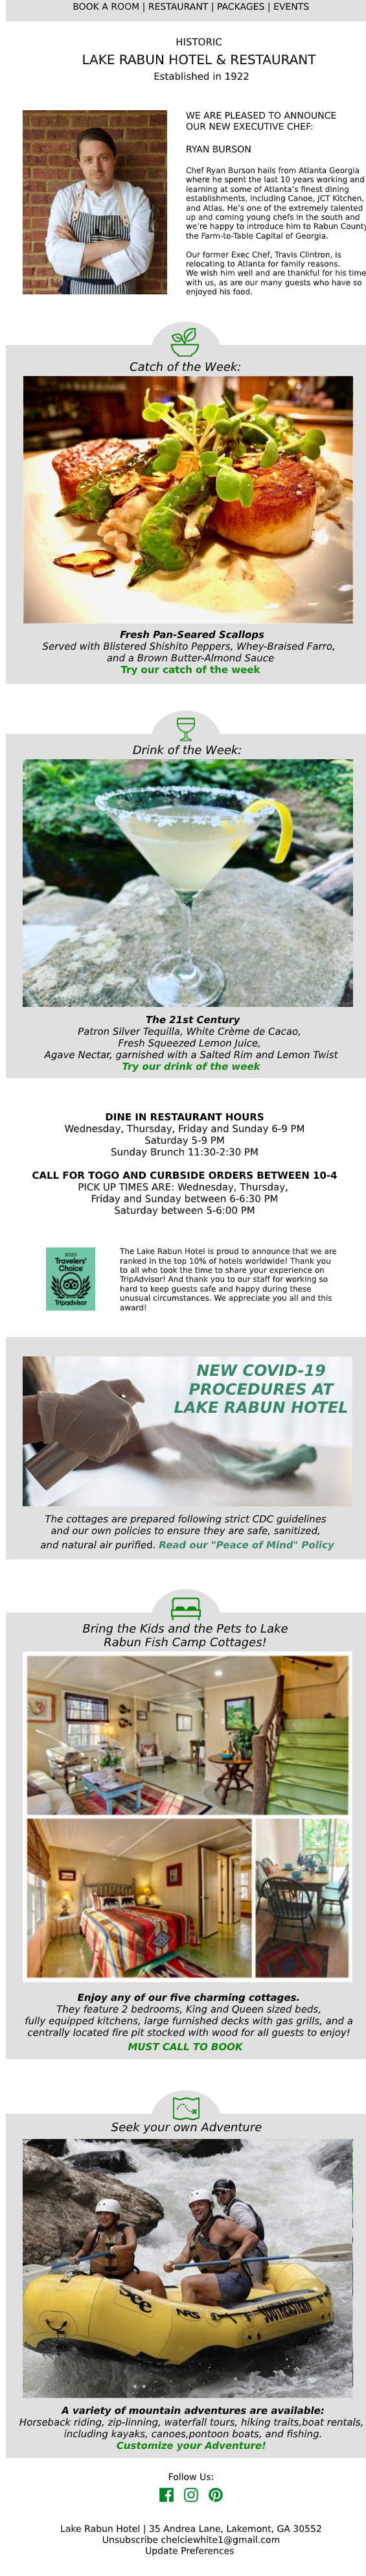 BOOK A ROOM | RESTAURANT | PACKAGES | EVENTS
HISTORIC
LAKE RABUN HOTEL & RESTAURANT
Established in 1922
WE ARE PLEASED TO ANNOUNCE
OUR NEW EXECUTIVE CHEF:
RYAN BURSON
Chef Ryan Burson hails from Atlanta Georgia
where he spent the last 10 years working and
learning at some of Atlanta's finest dining
establishments, including Canoe, JCT Kitchen,
and Atlas. He's one of the extremely talented
up and coming young chefs in the south and
we're happy to introduce him to Rabun County
the Farm-to-Table Capital of Georgia.
Our former Exec Chef, Travis Clintron, is
relocating to Atlanta for family reasons.
We wish him well and are thankful for his time
with us, as are our many guests who have so
enjoyed his food.
Catch of the Week:
Fresh Pan-Seared Scallops
Served with Blistered Shishito Peppers, Whey-Braised Farro,
and a Brown Butter-Almond Sauce
Try our catch of the week
Drink of the Week:
The 21st Century
Patron Silver Tequilla, White Crème de Cacao,
Fresh Squeezed Lemon Juice,
Agave Nectar, garnished with a Salted Rim and Lemon Twist
Try our drink of the week
DINE IN RESTAURANT HOURS
Wednesday, Thursday, Friday and Sunday 6-9 PM
Saturday 5-9 PM
Sunday Brunch 11:30-2:30 PM
CALL FOR TOGO AND CURBSIDE ORDERS BETWEEN 10-4
PICK UP TIMES ARE: Wednesday, Thursday,
Friday and Sunday between 6-6:30 PM
Saturday between 5-6:00 PM
2020
Travelers'
Choice
Tripadvisor
The Lake Rabun Hotel is proud to announce that we are
ranked in the top 10% of hotels worldwide! Thank you
to all who took the time to share your experience on
TripAdvisor! And thank you to our staff for working so
hard to keep guests safe and happy during these
unusual circumstances. We appreciate you all and this
award!
NEW COVID-19
PROCEDURES AT
LAKE RABUN HOTEL
The cottages are prepared following strict CDC guidelines
and our own policies to ensure they are safe, sanitized,
and natural air purified. Read our "Peace of Mind" Policy
Bring the Kids and the Pets to Lake
Rabun Fish Camp Cottages!
Enjoy any of our five charming cottages.
They feature 2 bedrooms, King and Queen sized beds,
fully equipped kitchens, large furnished decks with gas grills, and a
centrally located fire pit stocked with wood for all guests to enjoy!
MUST CALL TO BOOK
Seek your own Adventure
NRS
A variety of mountain adventures are available:
Horseback riding, zip-linning, waterfall tours, hiking traits,boat rentals,
including kayaks, canoes,pontoon boats, and fishing.
Customize your Adventure!
Follow Us:
Lake Rabun Hotel | 35 Andrea Lane, Lakemont, GA 30552
Unsubscribe chelciewhite1@gmail.com
Update Preferences